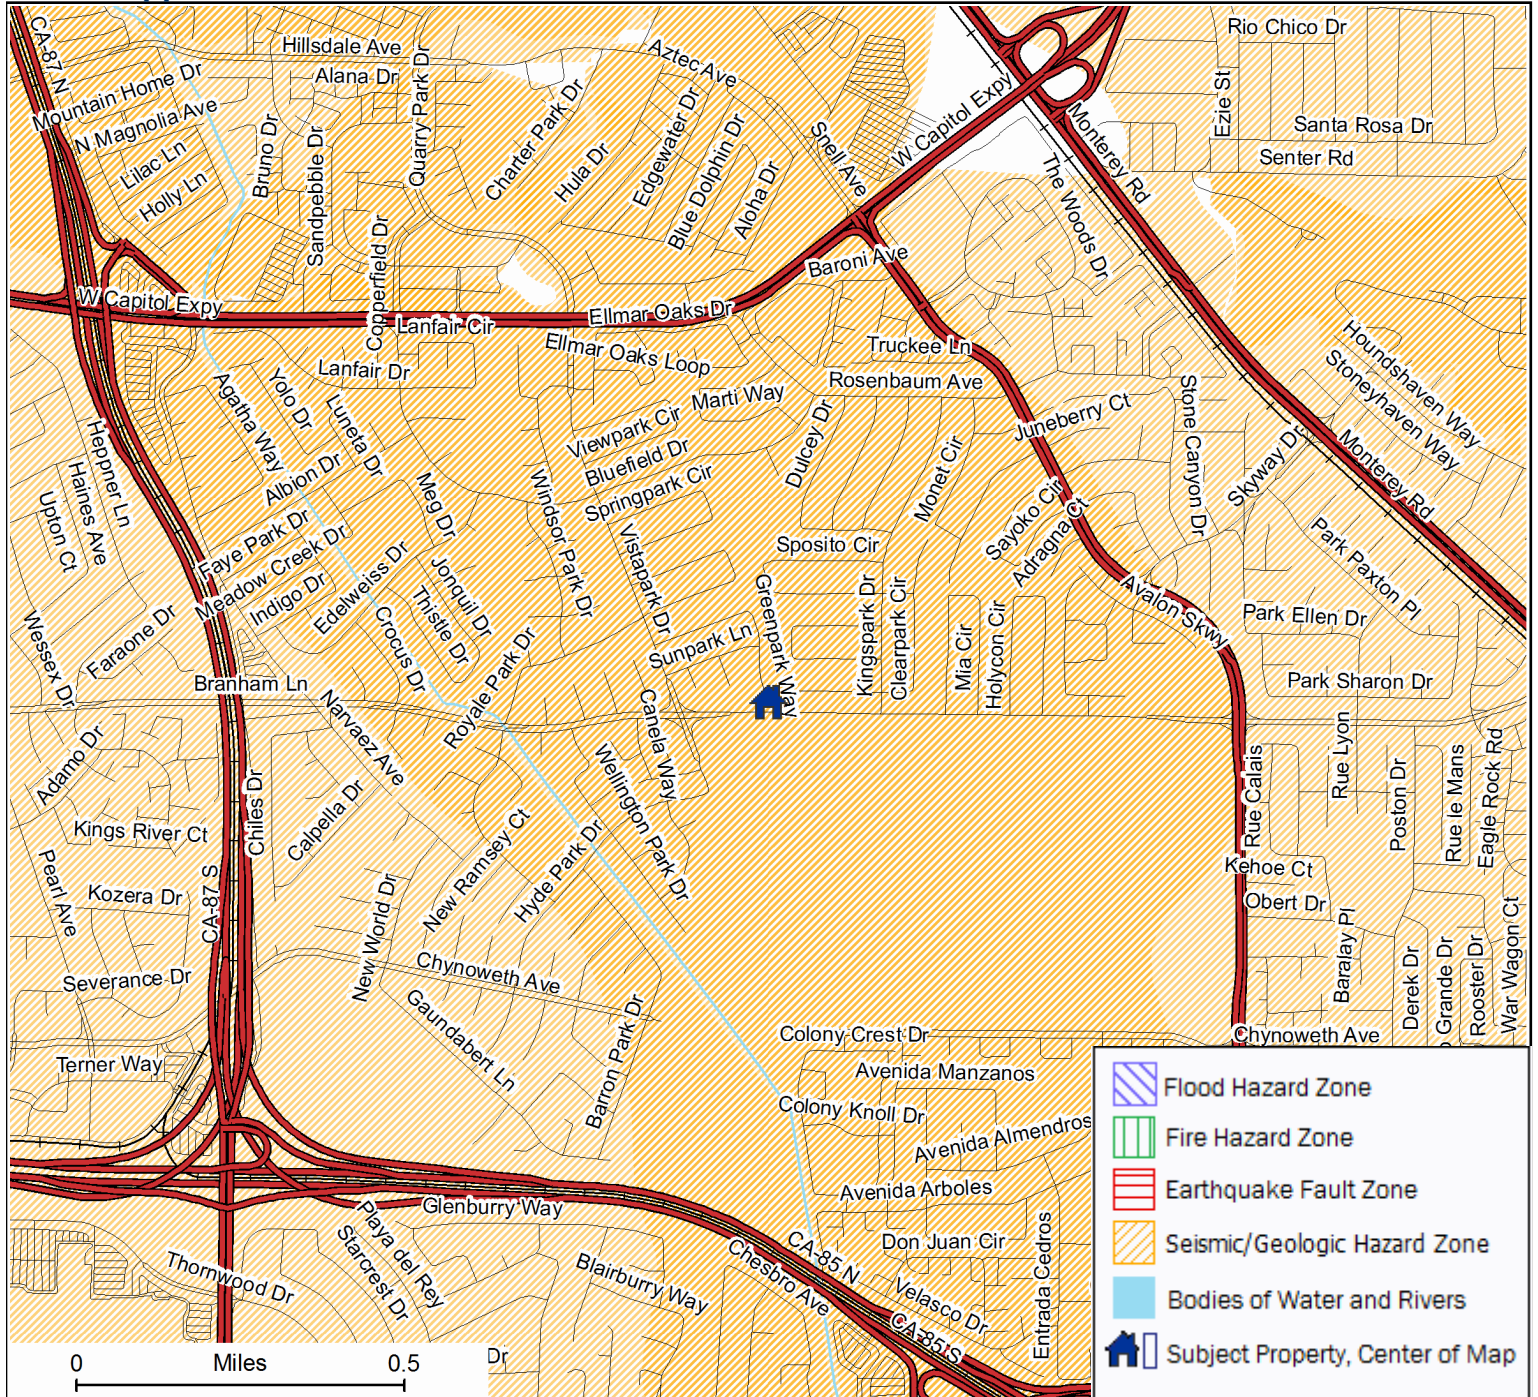 CA-87 N
Hillsdale Ave
Alana Dr
Quarry Park Dr
Aztec Ave
Rio Chico Dr
Mountain Home Dr
N Magnolia Ave
Lilac Ln
Holly Ln
Bruno Dr
Sandpebble Dr
Charter Park Dr
Hula Dr
Edgewater Dr
Blue Dolphin Dr
Aloha Dr
Snell Ave
W Capitol Expy
Monterey Rd
The Woods Dr
Ezie St
Santa Rosa Dr
Senter Rd
Copperfield Dr
Baroni Ave
W Capitol Expy
Lanfair Cir
Ellmar Oaks Dr
Ellmar Oaks Loop
Truckee Ln
Rosenbaum Ave
Lanfair Dr
Marti Way
Houndshaven Way
Stoneyhaven Way
Agatha Way
Yolo Dr
Luneta Dr
Viewpark Cir
Bluefield Dr
Springpark Cir
Dulcey Dr
Monet Cir
Juneberry Ct
Stone Canyon Dr
Skyway Dr
Monterey Rd
Heppner Ln
Haines Ave
Upton Ct
Albion Dr
Meg Dr
Windsor Park Dr
Vistapark Dr
Sposito Cir
Sayoko Cir
Adragna Ct
Park Paxton Pl
Faye Park Dr
Meadow Creek Dr
Indigo Dr
Edelweiss Dr
Jonquil Dr
Thistle Dr
Crocus Dr
Greenpark Way
Kingspark Dr
Clearpark Cir
Mia Cir
Holycon Cir
Avalon Skwy
Park Ellen Dr
Wessex Dr
Faraone Dr
Royale Park Dr
Sunpark Ln
Branham Ln
Park Sharon Dr
Narvaez Ave
Canela Way
Adamo Dr
Chiles Dr
Calpella Dr
Wellington Park Dr
Rue Calais
Rue Lyon
Poston Dr
Rue le Mans
Eagle Rock Rd
Kings River Ct
New Ramsey Ct
Hyde Park Dr
Kehoe Ct
Pearl Ave
Kozera Dr
CA-87 S
New World Dr
Obert Dr
Baralay Pl
Derek Dr
Grande Dr
Rooster Dr
War Wagon Ct
Severance Dr
Chynoweth Ave
Gaundabert Ln
Barron Park Dr
Colony Crest Dr
Chynoweth Ave
Terner Way
Avenida Manzanos
Colony Knoll Dr
Avenida Almendros
Avenida Arboles
Glenburry Way
Playa del Rey
Starcrest Dr
Thornwood Dr
Blairburry Way
Chesbro Ave
CA-85 N
Don Juan Cir
Velasco Dr
CA-85 S
Entrada Cedros
Flood Hazard Zone
Fire Hazard Zone
Earthquake Fault Zone
Seismic/Geologic Hazard Zone
Bodies of Water and Rivers
Subject Property, Center of Map
0 Miles 0.5
Dr